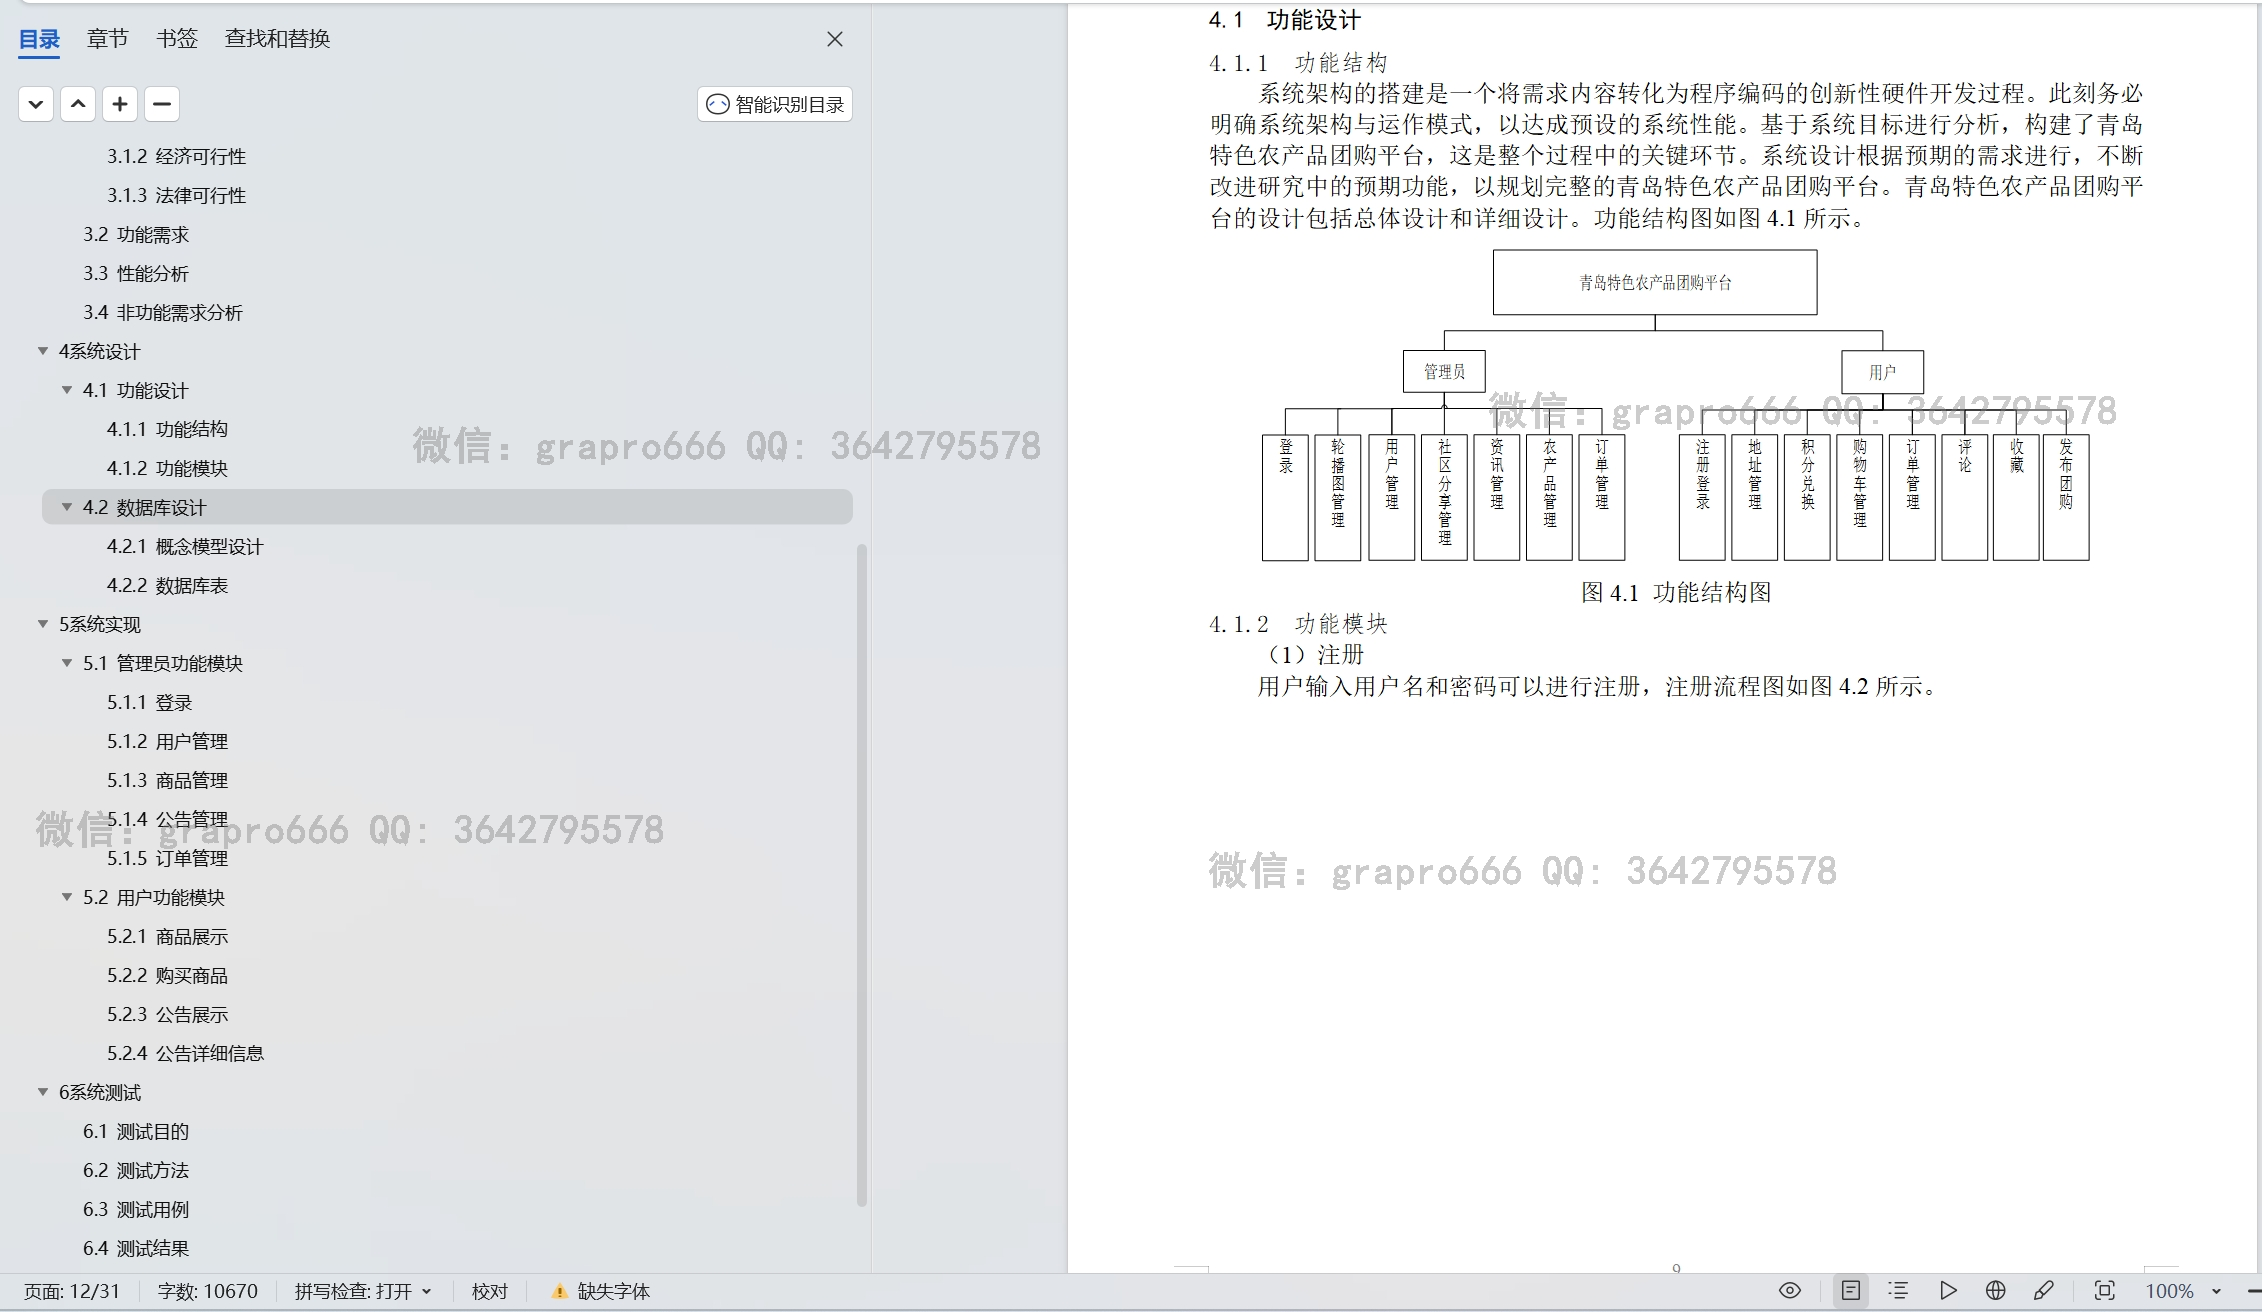 目录 章节 书签 查找和替换
智能识别目录
3.1.2 经济可行性
3.1.3 法律可行性
3.2 功能需求
3.3 性能分析
3.4 非功能需求分析
4系统设计
4.1 功能设计
4.1.1 功能结构
4.1.2 功能模块
4.2 数据库设计
4.2.1 概念模型设计
4.2.2 数据库表
5系统实现
5.1 管理员功能模块
5.1.1 登录
5.1.2 用户管理
5.1.3 商品管理
5.1.4 公告管理
5.1.5 订单管理
5.2 用户功能模块
5.2.1 商品展示
5.2.2 购买商品
5.2.3 公告展示
5.2.4 公告详细信息
6系统测试
6.1 测试目的
6.2 测试方法
6.3 测试用例
6.4 测试结果
微信：grapro666 QQ：3642795578
微信：grapro666 QQ：3642795578
4.1 功能设计
4.1.1 功能结构
系统架构的搭建是一个将需求内容转化为程序编码的创新性硬件开发过程。此刻务必
明确系统架构与运作模式，以达成预设的系统性能。基于系统目标进行分析，构建了青岛
特色农产品团购平台，这是整个过程中的关键环节。系统设计根据预期的需求进行，不断
改进研究中的预期功能，以规划完整的青岛特色农产品团购平台。青岛特色农产品团购平
台的设计包括总体设计和详细设计。功能结构图如图 4.1 所示。
青岛特色农产品团购平台
管理员
用户
微信：grapro666 QQ：3642795578
登录
轮播图管理
用户管理
社区分享管理
资讯管理
农产品管理
订单管理
注册登录
地址管理
积分兑换
购物车管理
订单管理
评论
收藏
发布团购
图 4.1 功能结构图
4.1.2 功能模块
（1）注册
用户输入用户名和密码可以进行注册，注册流程图如图 4.2 所示。
微信：grapro666 QQ：3642795578
9
页面: 12/31 字数: 10670 拼写检查: 打开 校对 缺失字体 100%